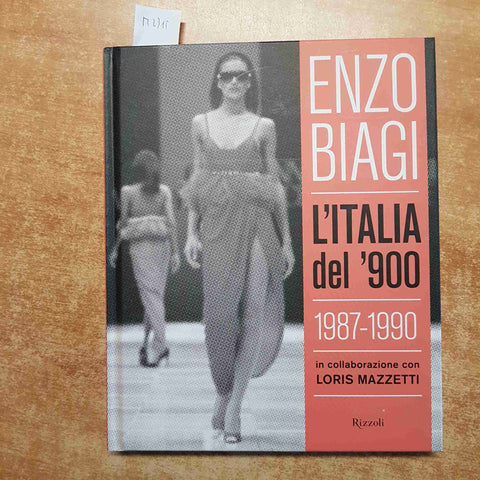 ENZO
BIAGI
L'ITALIA
del '900
1987-1990
in collaborazione con
LORIS MAZZETTI
Rizzoli